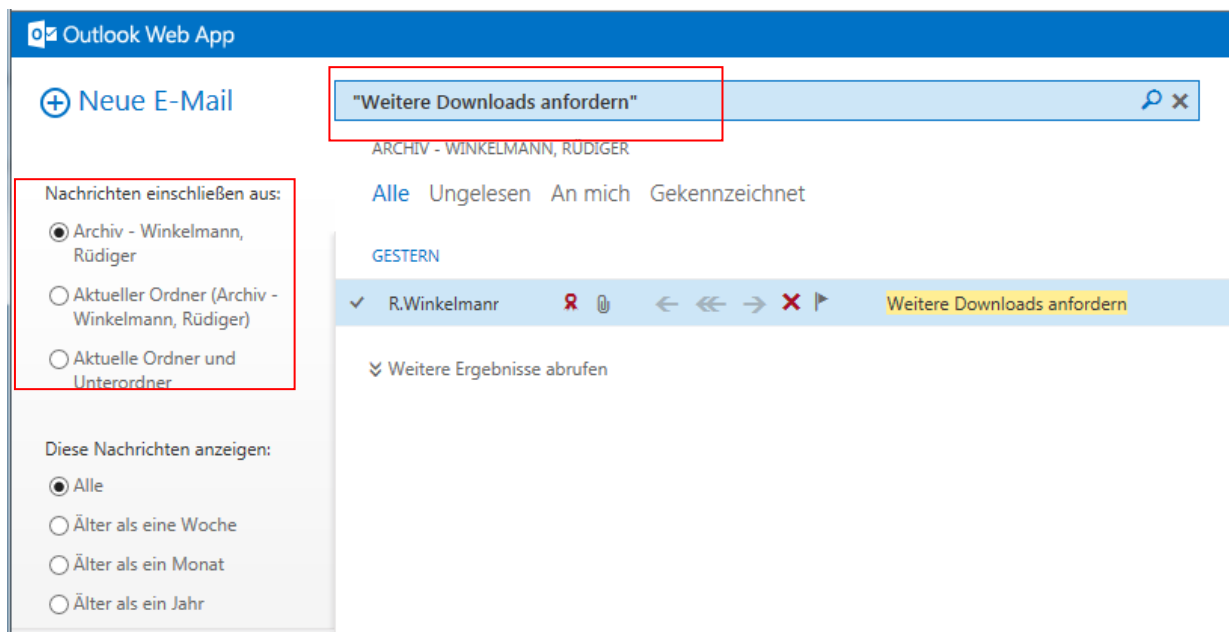 Outlook Web App
Neue E-Mail
"Weitere Downloads anfordern"
ARCHIV - WINKELMANN, RÜDIGER
Nachrichten einschließen aus:
Alle Ungelesen An mich Gekennzeichnet
Archiv - Winkelmann,
Rüdiger
GESTERN
Aktueller Ordner (Archiv -
Winkelmann, Rüdiger)
R.Winkelmanr Weitere Downloads anfordern
Aktuelle Ordner und
Unterordner
Weitere Ergebnisse abrufen
Diese Nachrichten anzeigen:
Alle
Älter als eine Woche
Älter als ein Monat
Älter als ein Jahr